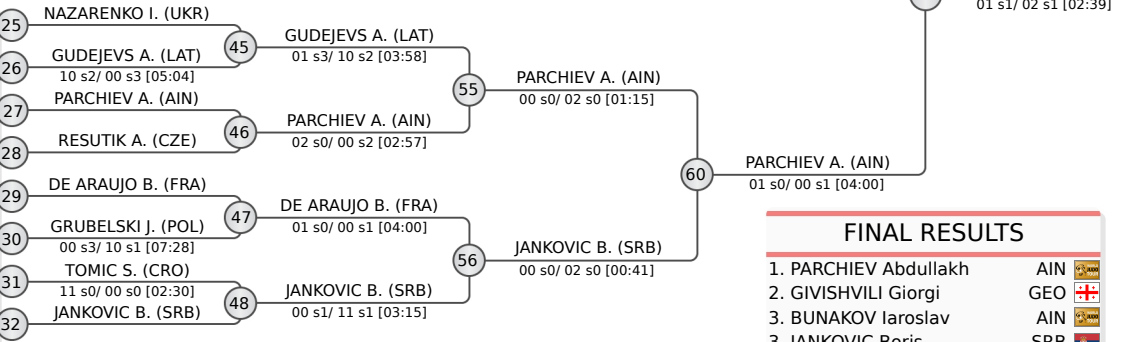 01 s1/ 02 s1 [02:39]
25
NAZARENKO I. (UKR)
45
GUDEJEVS A. (LAT)
01 s3/ 10 s2 [03:58]
26
GUDEJEVS A. (LAT)
10 s2/ 00 s3 [05:04]
55
PARCHIEV A. (AIN)
00 s0/ 02 s0 [01:15]
27
PARCHIEV A. (AIN)
46
PARCHIEV A. (AIN)
02 s0/ 00 s2 [02:57]
28
RESUTIK A. (CZE)
60
PARCHIEV A. (AIN)
01 s0/ 00 s1 [04:00]
29
DE ARAUJO B. (FRA)
47
DE ARAUJO B. (FRA)
01 s0/ 00 s1 [04:00]
30
GRUBELSKI J. (POL)
00 s3/ 10 s1 [07:28]
56
JANKOVIC B. (SRB)
00 s0/ 02 s0 [00:41]
31
TOMIC S. (CRO)
11 s0/ 00 s0 [02:30]
48
JANKOVIC B. (SRB)
00 s1/ 11 s1 [03:15]
32
JANKOVIC B. (SRB)
FINAL RESULTS
1. PARCHIEV Abdullakh AIN
2. GIVISHVILI Giorgi GEO
3. BUNAKOV Iaroslav AIN
3. JANKOVIC Boris SRB